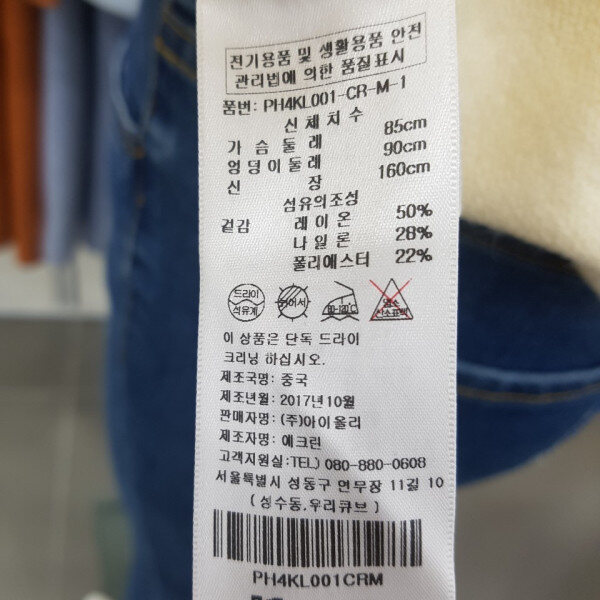 전기용품 및 생활용품 안전
관리법에 의한 품질표시
품번: PH4KL001-CR-M-1
신체치수
가슴둘레 85cm
엉덩이둘레 90cm
신장 160cm
섬유의조성
겉감 레이온 50%
나일론 28%
폴리에스터 22%
드라이
석유계
염소
산소표백
이 상품은 단독 드라이
크리닝 하십시오.
제조국명: 중국
제조년월: 2017년10월
판매자명: (주)아이올리
제조자명: 예크린
고객지원실:TEL) 080-880-0608
서울특별시 성동구 연무장 11길 10
(성수동,우리큐브)
PH4KL001CRM